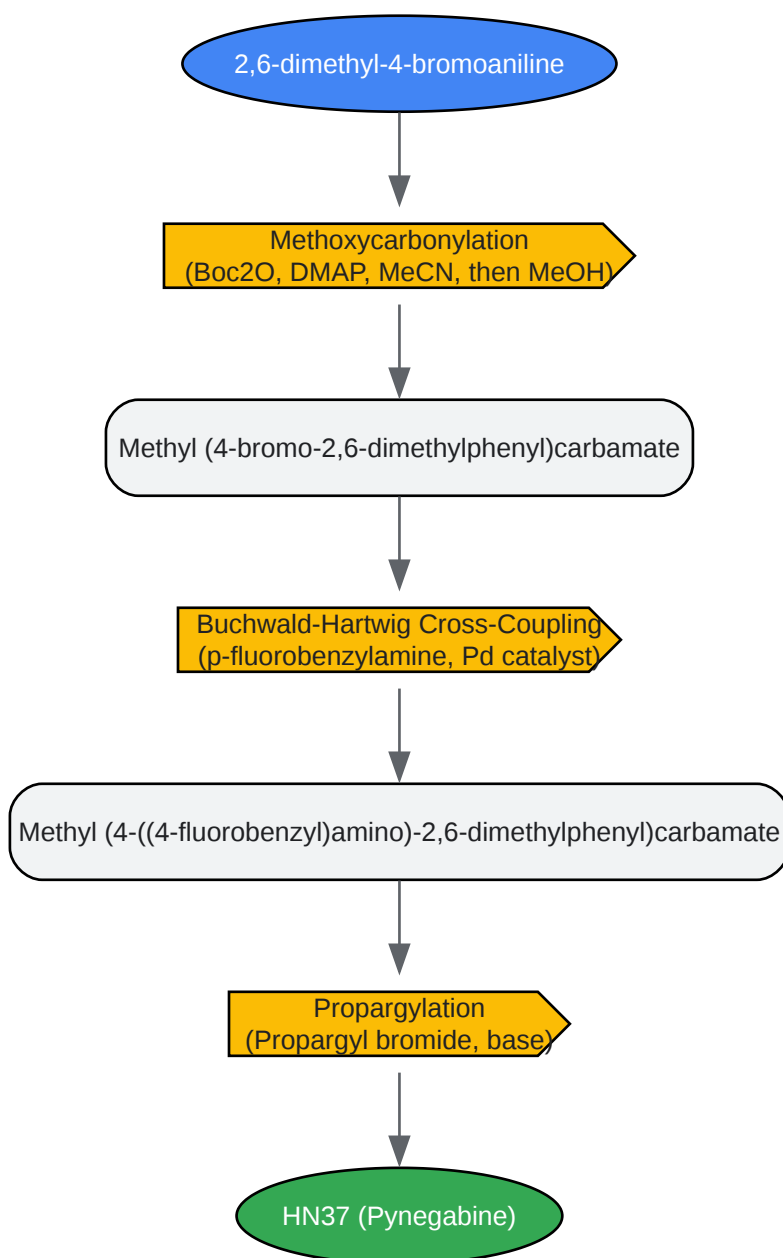 2,6-dimethyl-4-bromoaniline
Methoxycarbonylation
(Boc2O, DMAP, MeCN, then MeOH)
Methyl (4-bromo-2,6-dimethylphenyl)carbamate
Buchwald-Hartwig Cross-Coupling
(p-fluorobenzylamine, Pd catalyst)
Methyl (4-((4-fluorobenzyl)amino)-2,6-dimethylphenyl)carbamate
Propargylation
(Propargyl bromide, base)
HN37 (Pynegabine)